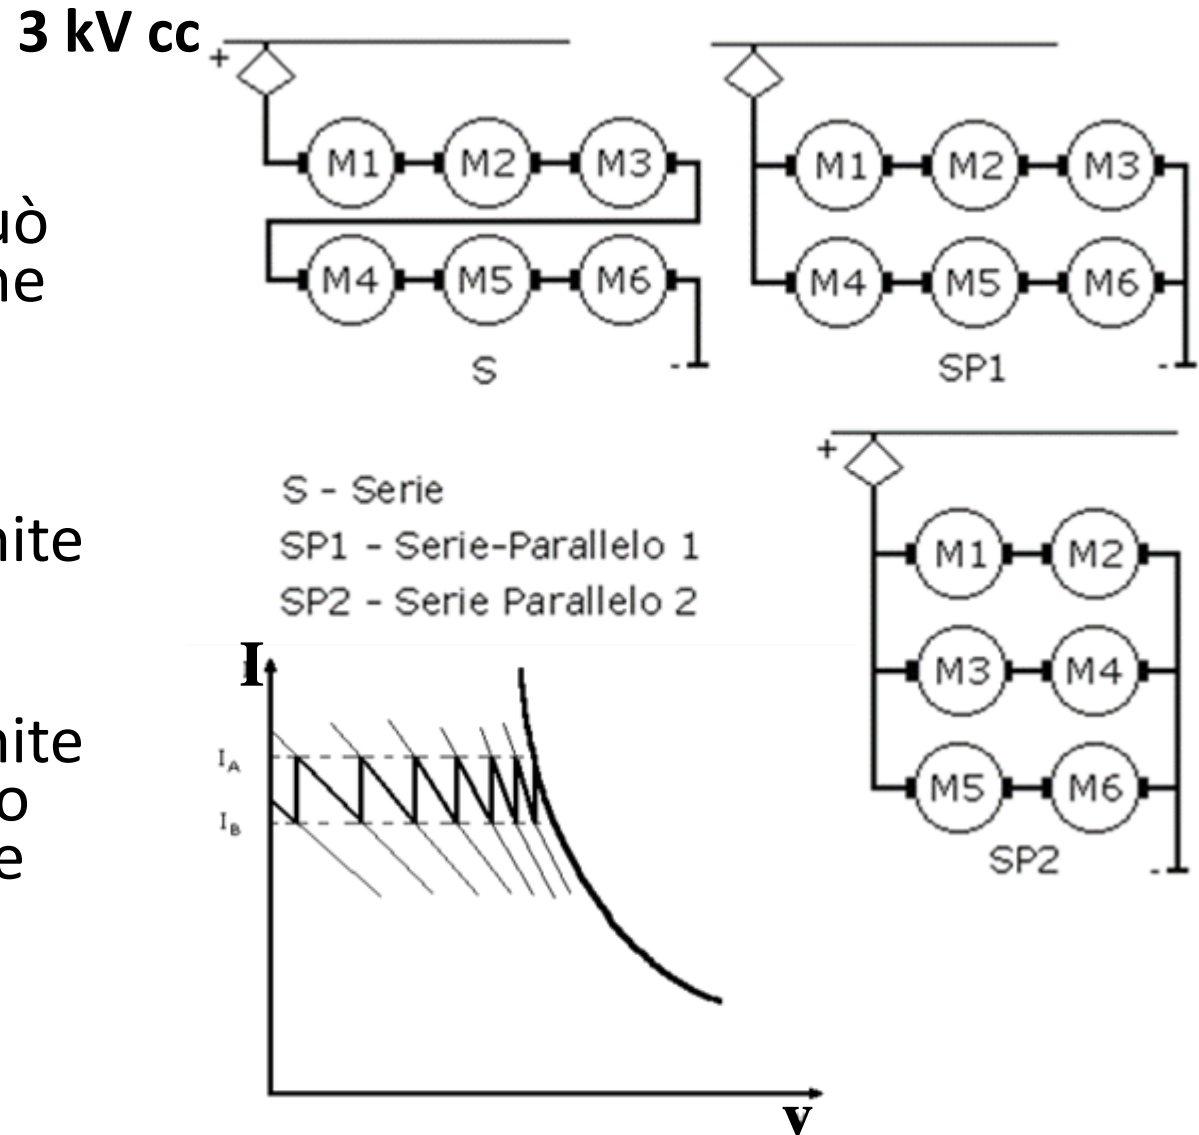 3 kV cc
+
M1 M2 M3
M4 M5 M6
S
-
M1 M2 M3
M4 M5 M6
SP1
-
S - Serie
SP1 - Serie-Parallelo 1
SP2 - Serie Parallelo 2
+
M1 M2
M3 M4
M5 M6
SP2
-
I
I_A
I_B
v
uò
ne
nite
nite
o
e